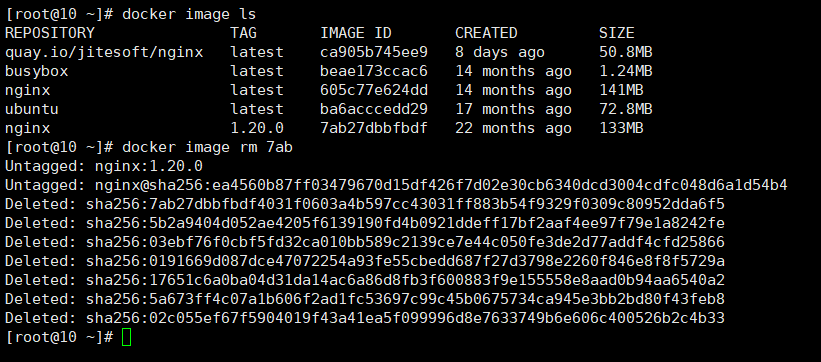 [root@10 ~]# docker image ls
REPOSITORY TAG IMAGE ID CREATED SIZE
quay.io/jitesoft/nginx latest ca905b745ee9 8 days ago 50.8MB
busybox latest beae173ccac6 14 months ago 1.24MB
nginx latest 605c77e624dd 14 months ago 141MB
ubuntu latest ba6acccedd29 17 months ago 72.8MB
nginx 1.20.0 7ab27dbbfbdf 22 months ago 133MB
[root@10 ~]# docker image rm 7ab
Untagged: nginx:1.20.0
Untagged: nginx@sha256:ea4560b87ff03479670d15df426f7d02e30cb6340dcd3004cdfc048d6a1d54b4
Deleted: sha256:7ab27dbbfbdf4031f0603a4b597cc43031ff883b54f9329f0309c80952dda6f5
Deleted: sha256:5b2a9404d052ae4205f6139190fd4b0921ddeff17bf2aaf4ee97f79e1a8242fe
Deleted: sha256:03ebf76f0cbf5fd32ca010bb589c2139ce7e44c050fe3de2d77addf4cfd25866
Deleted: sha256:0191669d087dce47072254a93fe55cbedd687f27d3798e2260f846e8f8f5729a
Deleted: sha256:17651c6a0ba04d31da14ac6a86d8fb3f600883f9e155558e8aad0b94aa6540a2
Deleted: sha256:5a673ff4c07a1b606f2ad1fc53697c99c45b0675734ca945e3bb2bd80f43feb8
Deleted: sha256:02c055ef67f5904019f43a41ea5f099996d8e7633749b6e606c400526b2c4b33
[root@10 ~]#